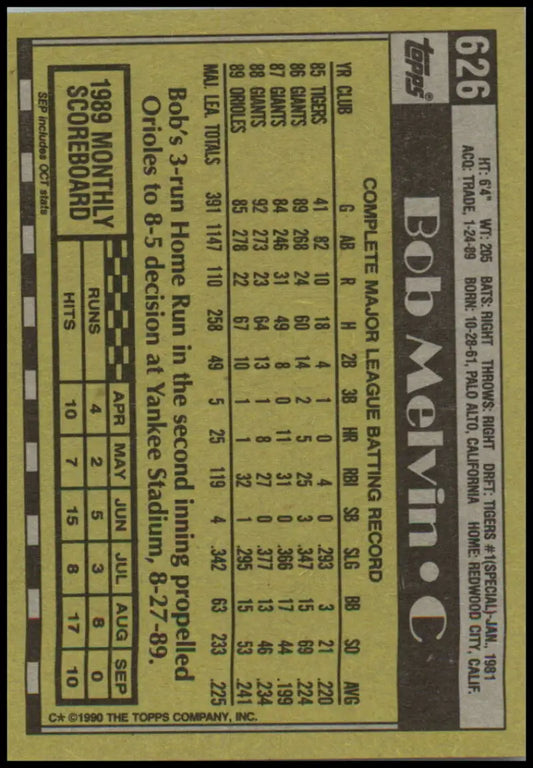 626
topps®
HT: 6'4" WT: 205 BATS: RIGHT THROWS: RIGHT DRFT: TIGERS #1(SPECIAL)-JAN., 1981
ACQ: TRADE, 1-24-89 BORN: 10-28-61, PALO ALTO, CALIFORNIA HOME: REDWOOD CITY, CALIF.
Bob Melvin • C
COMPLETE MAJOR LEAGUE BATTING RECORD
YR CLUB G AB R H 2B 3B HR RBI SB SLG BB SO AVG
85 TIGERS 41 82 10 18 4 1 0 4 0 .293 3 21 .220
86 GIANTS 89 268 24 60 14 2 5 25 3 .347 15 69 .224
87 GIANTS 84 246 31 49 8 0 11 31 0 .366 17 44 .199
88 GIANTS 92 273 23 64 13 1 8 27 0 .377 13 46 .234
89 ORIOLES 85 278 22 67 10 1 1 32 1 .295 15 53 .241
MAJ. LEA. TOTALS 391 1147 110 258 49 5 25 119 4 .342 63 233 .225
Bob's 3-run Home Run in the second inning propelled
Orioles to 8-5 decision at Yankee Stadium, 8-27-89.
1989 MONTHLY
SCOREBOARD
APR MAY JUN JUL AUG SEP
RUNS 4 2 5 3 8 0
HITS 10 7 15 8 17 10
SEP includes OCT stats
C* ©1990 THE TOPPS COMPANY, INC.